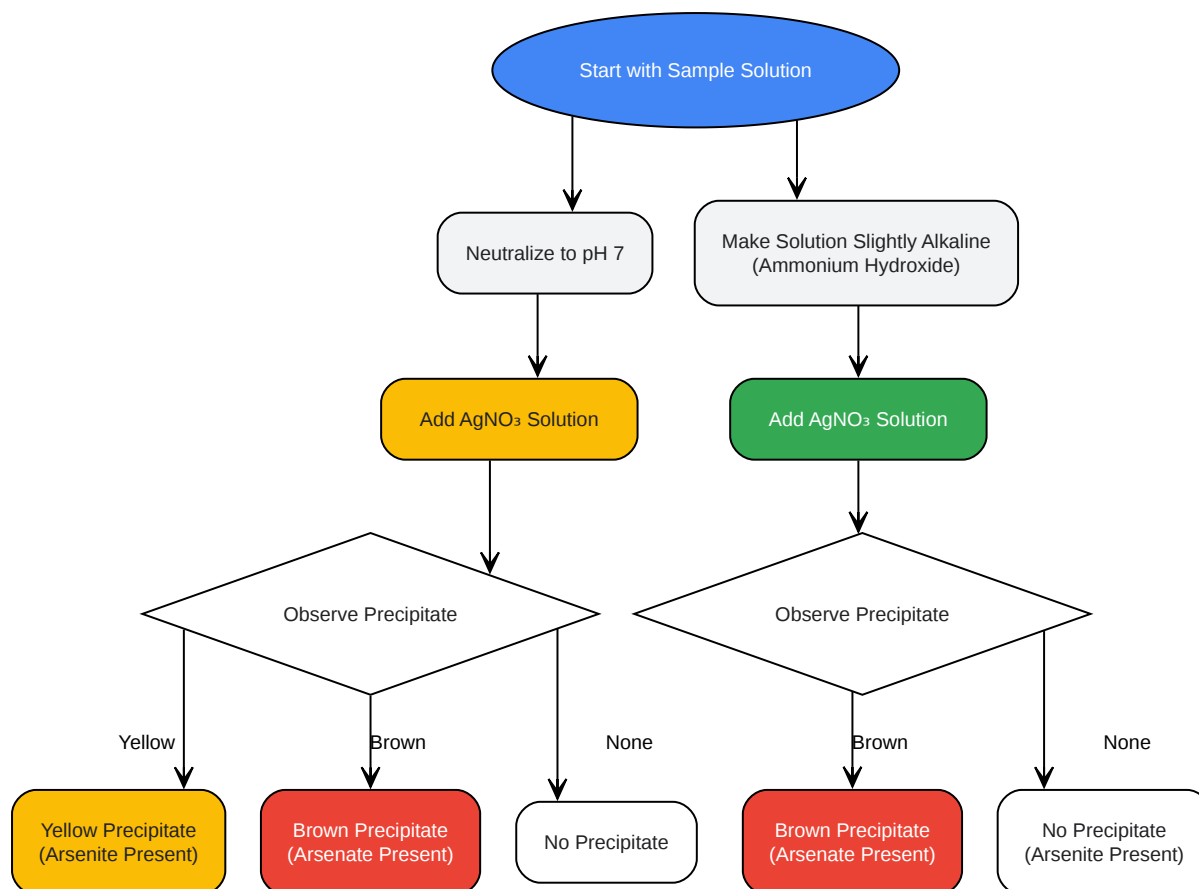 Start with Sample Solution
Neutralize to pH 7
Make Solution Slightly Alkaline
(Ammonium Hydroxide)
Add AgNO₃ Solution
Add AgNO₃ Solution
Observe Precipitate
Observe Precipitate
Yellow
Brown
None
Brown
None
Yellow Precipitate
(Arsenite Present)
Brown Precipitate
(Arsenate Present)
No Precipitate
Brown Precipitate
(Arsenate Present)
No Precipitate
(Arsenite Present)